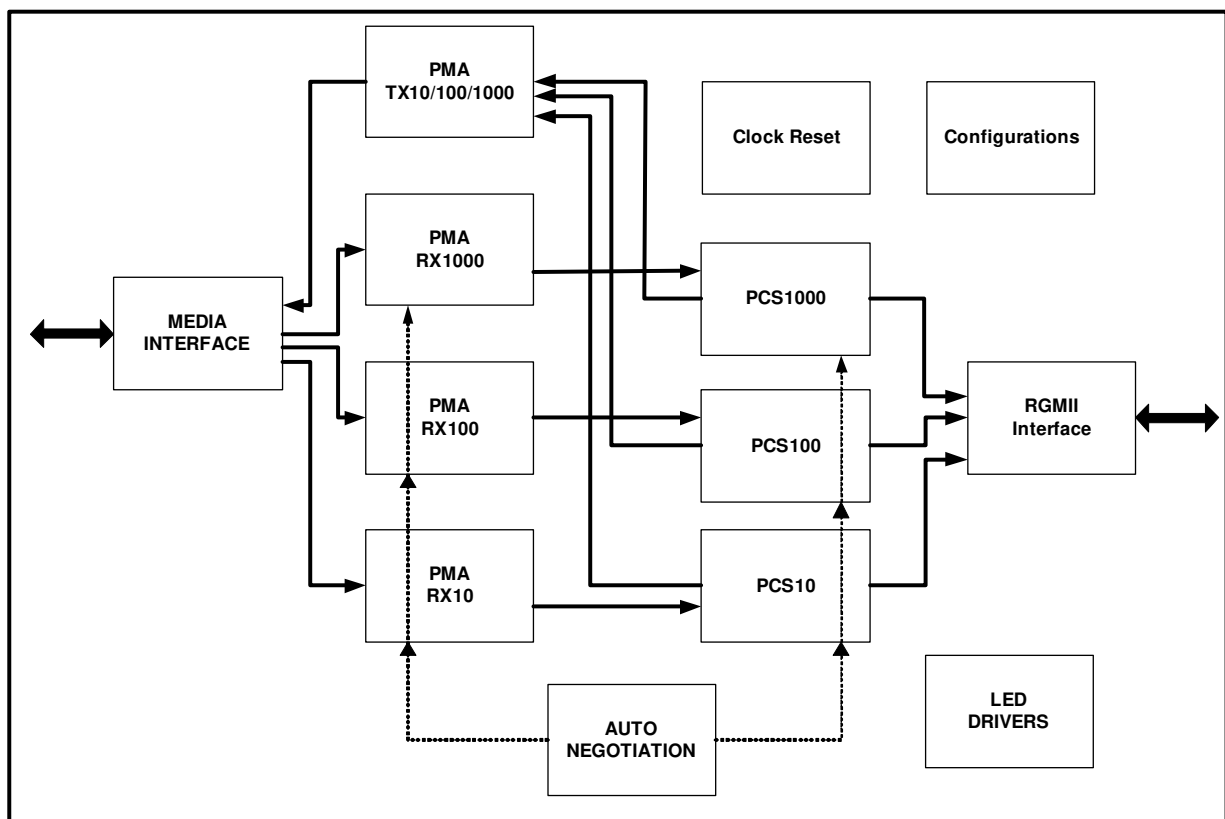 PMA
TX10/100/1000
Clock Reset
Configurations
PMA
RX1000
PCS1000
MEDIA
INTERFACE
PMA
RX100
PCS100
RGMII
Interface
PMA
RX10
PCS10
AUTO
NEGOTIATION
LED
DRIVERS